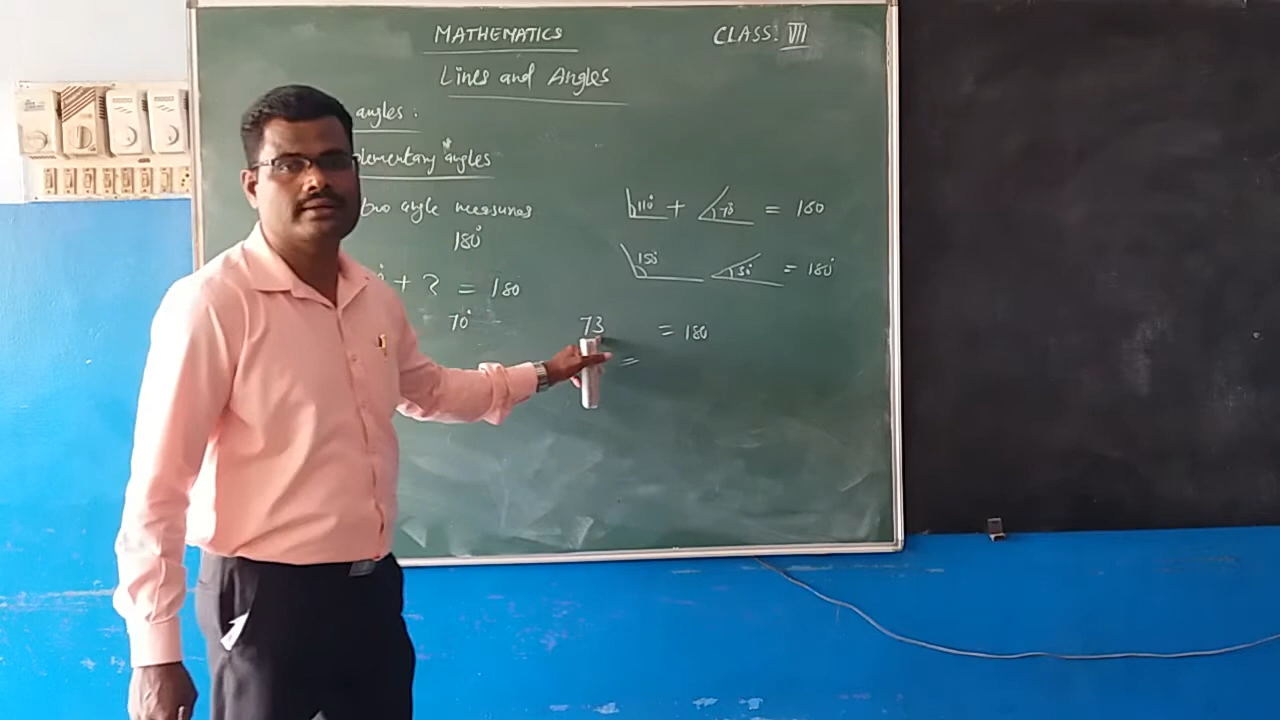 MATHEMATICS
CLASS: VII
Lines and Angles
angles:
plementary angles
two angle measures
180°
+ ? = 180
70°
110° + 70° = 180
150° 30° = 180°
73 = 180
=